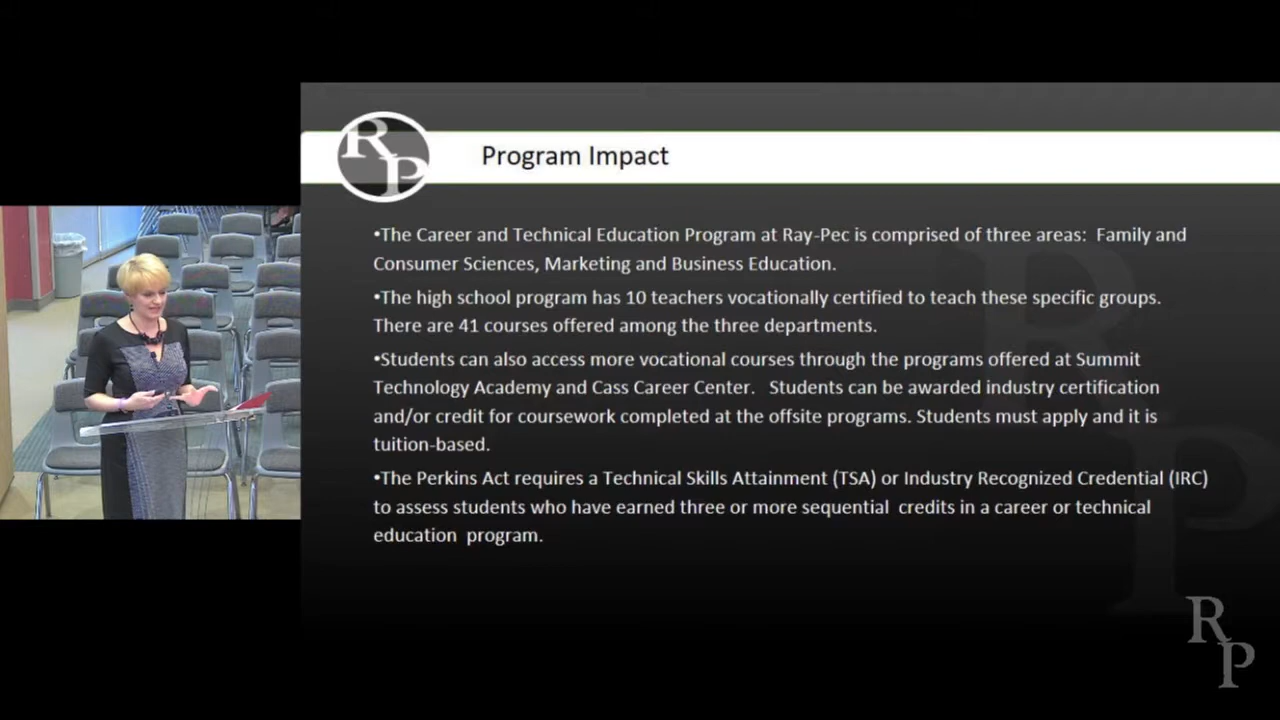 RP
Program Impact
•The Career and Technical Education Program at Ray-Pec is comprised of three areas:  Family and
Consumer Sciences, Marketing and Business Education.
•The high school program has 10 teachers vocationally certified to teach these specific groups.
There are 41 courses offered among the three departments.
•Students can also access more vocational courses through the programs offered at Summit
Technology Academy and Cass Career Center.   Students can be awarded industry certification
and/or credit for coursework completed at the offsite programs. Students must apply and it is
tuition-based.
•The Perkins Act requires a Technical Skills Attainment (TSA) or Industry Recognized Credential (IRC)
to assess students who have earned three or more sequential  credits in a career or technical
education  program.
RP
RP